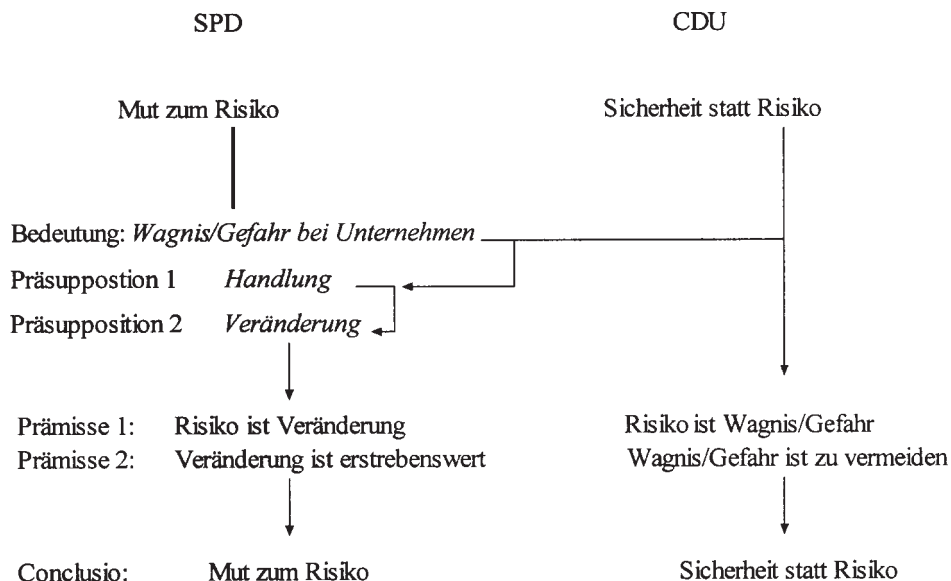 SPD CDU
Mut zum Risiko Sicherheit statt Risiko
Bedeutung: Wagnis/Gefahr bei Unternehmen
Präsuppostion 1 Handlung
Präsupposition 2 Veränderung
Prämisse 1: Risiko ist Veränderung Risiko ist Wagnis/Gefahr
Prämisse 2: Veränderung ist erstrebenswert Wagnis/Gefahr ist zu vermeiden
Conclusio: Mut zum Risiko Sicherheit statt Risiko